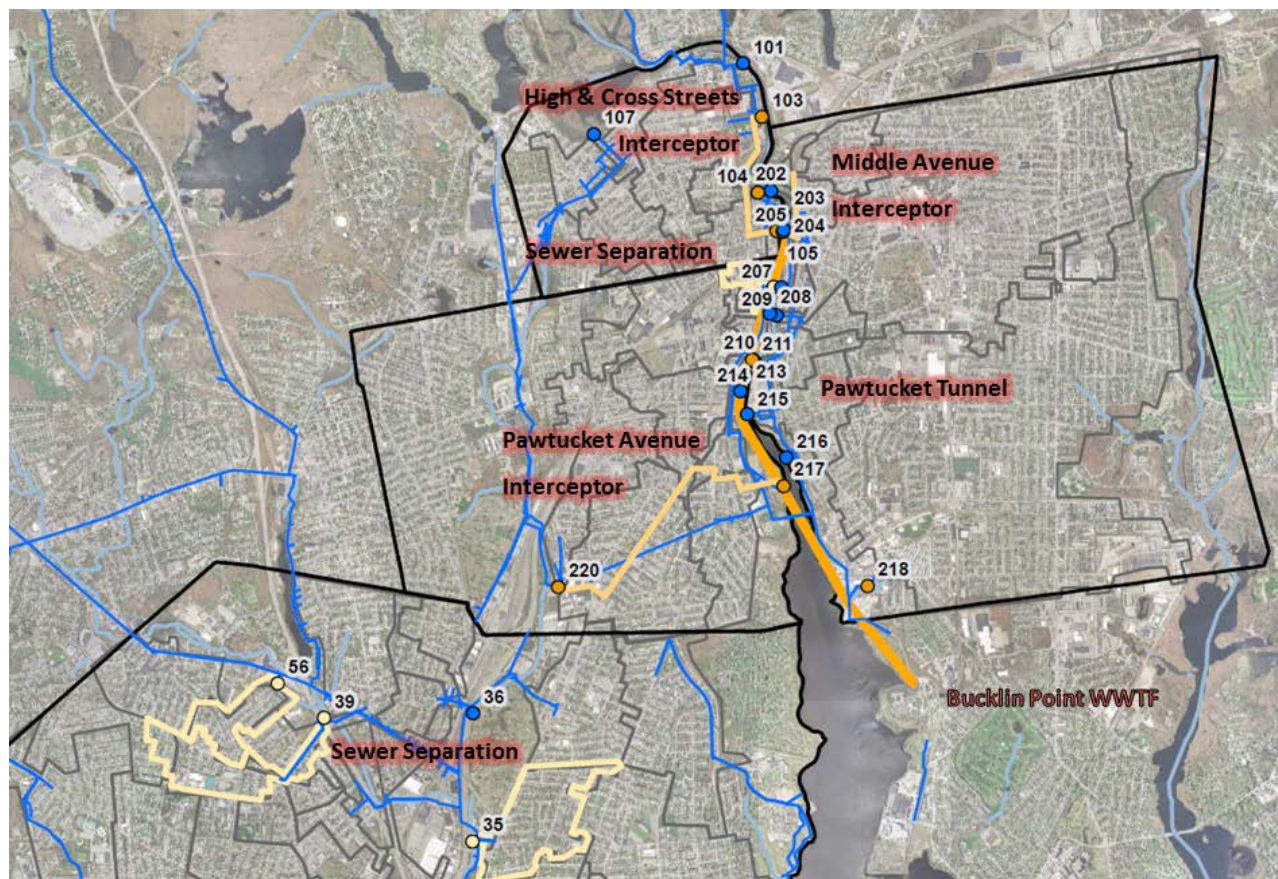 101
High & Cross Streets
103
107
Interceptor
Middle Avenue
104
202
203
Interceptor
205
204
Sewer Separation
105
207
209
208
210
211
213
214
Pawtucket Tunnel
215
Pawtucket Avenue
216
217
Interceptor
220
218
56
36
Bucklin Point WWTF
39
Sewer Separation
35